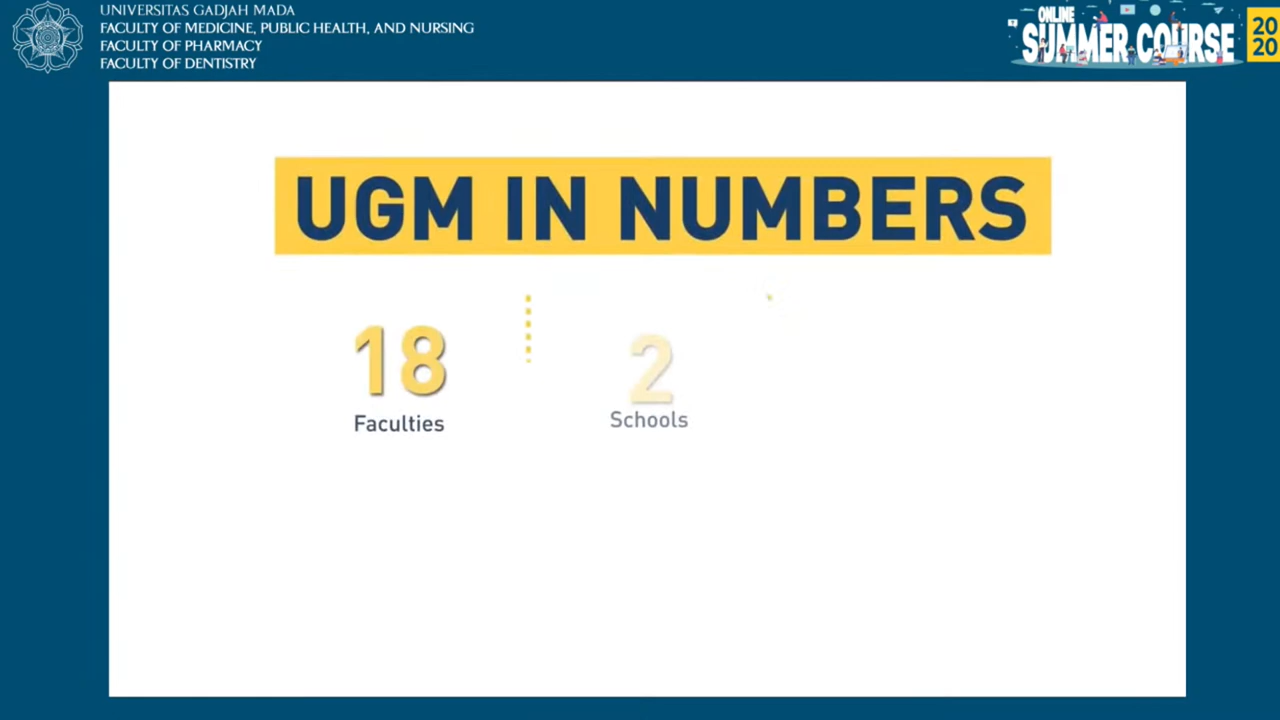 UNIVERSITAS GADJAH MADA
FACULTY OF MEDICINE, PUBLIC HEALTH, AND NURSING
FACULTY OF PHARMACY
FACULTY OF DENTISTRY
ONLINE
SUMMER COURSE
20
20
UGM IN NUMBERS
18
Faculties
2
Schools